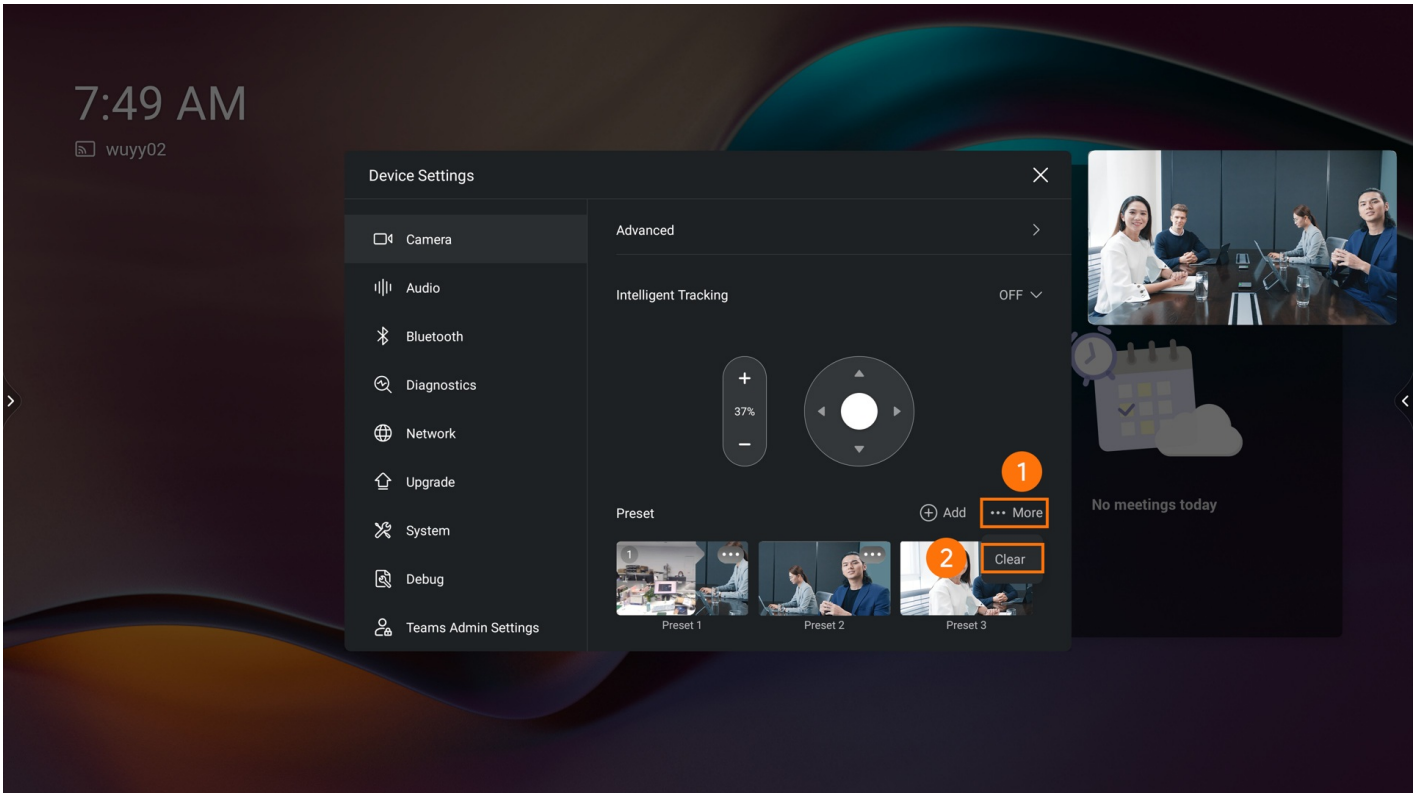 7:49 AM
wuyy02
Device Settings
Camera
Audio
Bluetooth
Diagnostics
Network
Upgrade
System
Debug
Teams Admin Settings
Advanced
Intelligent Tracking
OFF
37%
1
Preset
Add
More
2
Clear
1
Preset 1
Preset 2
Preset 3
No meetings today